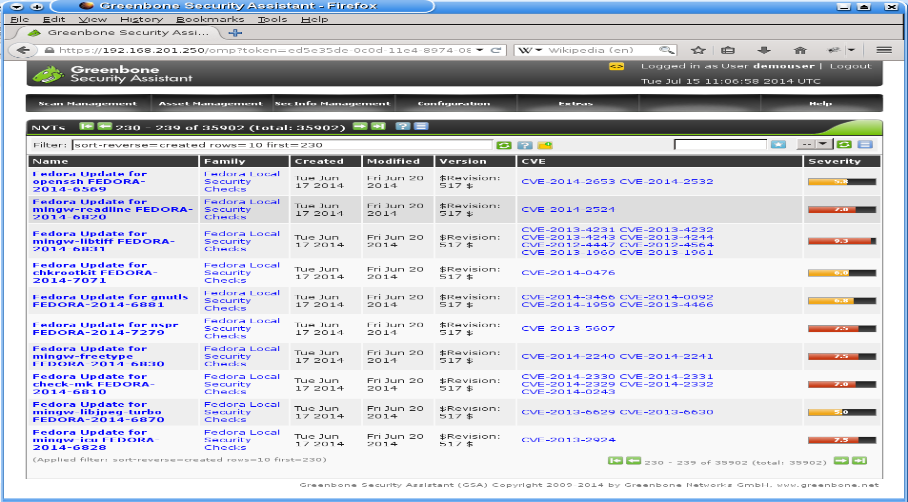 Greenbone Security Assistant - Firefox
File Edit View History Bookmarks Tools Help
Greenbone Security Assi...
https://192.168.201.250/omp?token=ed5e35de-0c0d-11e4-8974-06
W Wikipedia (en)
Greenbone
Security Assistant
Logged in as User demouser | Logout
Tue Jul 15 11:06:58 2014 UTC
Scan Management Asset Management SecInfo Management Configuration Extras Help
NVTs 230 - 239 of 35902 (total: 35902)
Filter: sort-reverse=created rows=10 first=230 --
Name Family Created Modified Version CVE Severity
Fedora Update for openssh FEDORA-2014-6569 Fedora Local Security Checks Tue Jun 17 2014 Fri Jun 20 2014 $Revision: 517 $ CVE-2014-2653 CVE-2014-2532
Fedora Update for mingw-readline FEDORA-2014-6820 Fedora Local Security Checks Tue Jun 17 2014 Fri Jun 20 2014 $Revision: 517 $ CVE-2014-2524 7.0
Fedora Update for mingw-libtiff FEDORA-2014-6831 Fedora Local Security Checks Tue Jun 17 2014 Fri Jun 20 2014 $Revision: 517 $ CVE-2013-4231 CVE-2013-4232 CVE-2013-4243 CVE-2013-4244 CVE-2012-4447 CVE-2012-4564 CVE-2013-1960 CVE-2013-1961 9.3
Fedora Update for chkrootkit FEDORA-2014-7071 Fedora Local Security Checks Tue Jun 17 2014 Fri Jun 20 2014 $Revision: 517 $ CVE-2014-0476
Fedora Update for gnutls FEDORA-2014-6881 Fedora Local Security Checks Tue Jun 17 2014 Fri Jun 20 2014 $Revision: 517 $ CVE-2014-3466 CVE-2014-0092 CVE-2014-1959 CVE-2013-4466
Fedora Update for nspr FEDORA-2014-7279 Fedora Local Security Checks Tue Jun 17 2014 Fri Jun 20 2014 $Revision: 517 $ CVE-2013-5607 7.5
Fedora Update for mingw-freetype FEDORA-2014-6830 Fedora Local Security Checks Tue Jun 17 2014 Fri Jun 20 2014 $Revision: 517 $ CVE-2014-2240 CVE-2014-2241 7.5
Fedora Update for check-mk FEDORA-2014-6810 Fedora Local Security Checks Tue Jun 17 2014 Fri Jun 20 2014 $Revision: 517 $ CVE-2014-2330 CVE-2014-2331 CVE-2014-2329 CVE-2014-2332 CVE-2014-0243 7.0
Fedora Update for mingw-libjpeg-turbo FEDORA-2014-6870 Fedora Local Security Checks Tue Jun 17 2014 Fri Jun 20 2014 $Revision: 517 $ CVE-2013-6629 CVE-2013-6630 5.0
Fedora Update for mingw-icu FEDORA-2014-6828 Fedora Local Security Checks Tue Jun 17 2014 Fri Jun 20 2014 $Revision: 517 $ CVE-2013-2924 7.5
(Applied filter: sort-reverse=created rows=10 first=230) 230 - 239 of 35902 (total: 35902)
Greenbone Security Assistant (GSA) Copyright 2009-2014 by Greenbone Networks GmbH, www.greenbone.net